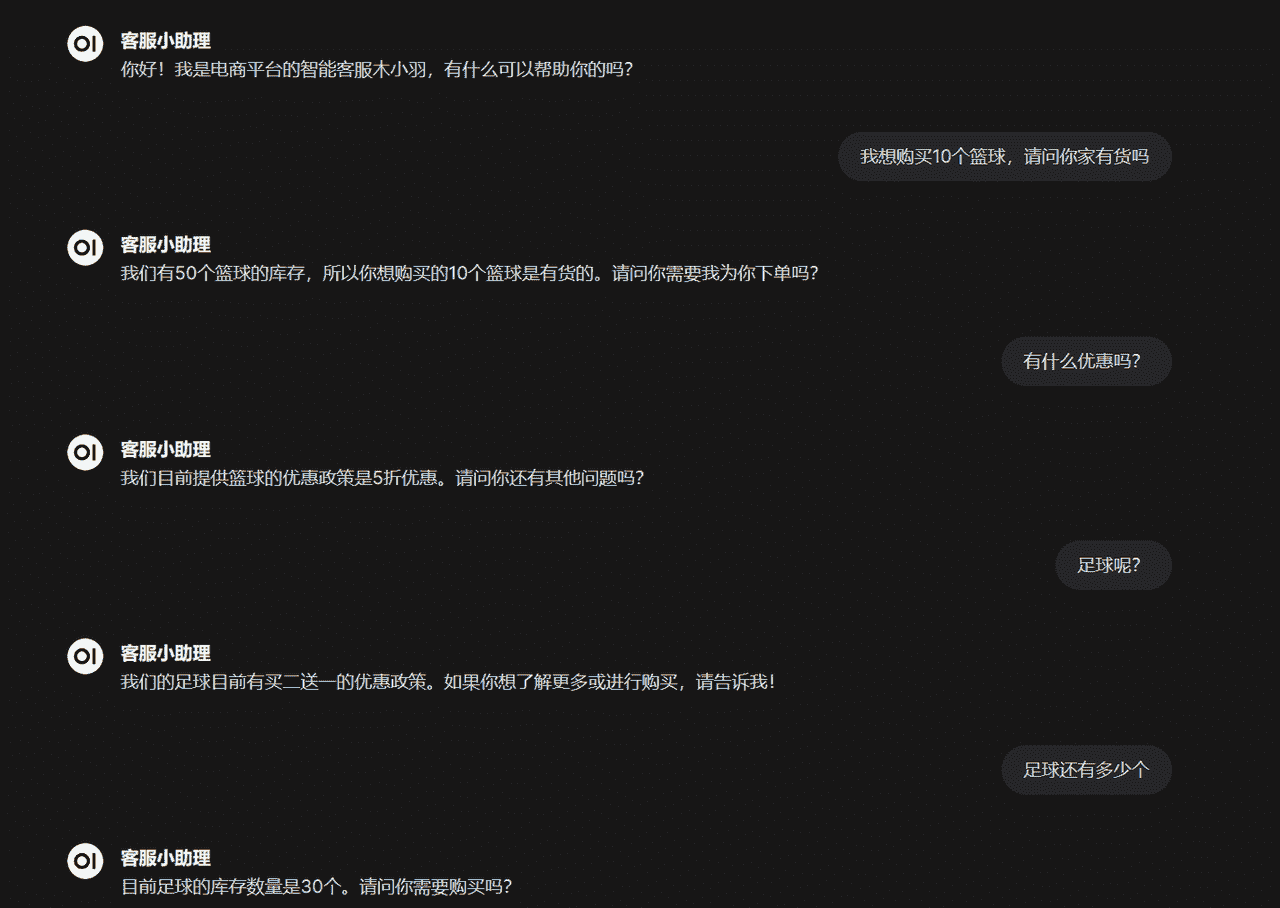 客服小助理
你好！我是电商平台的智能客服木小羽，有什么可以帮助你的吗？
我想购买10个篮球，请问你家有货吗
客服小助理
我们有50个篮球的库存，所以你想购买的10个篮球是有货的。请问你需要我为你下单吗？
有什么优惠吗？
客服小助理
我们目前提供篮球的优惠政策是5折优惠。请问你还有其他问题吗？
足球呢？
客服小助理
我们的足球目前有买二送一的优惠政策。如果你想了解更多或进行购买，请告诉我！
足球还有多少个
客服小助理
目前足球的库存数量是30个。请问你需要购买吗？